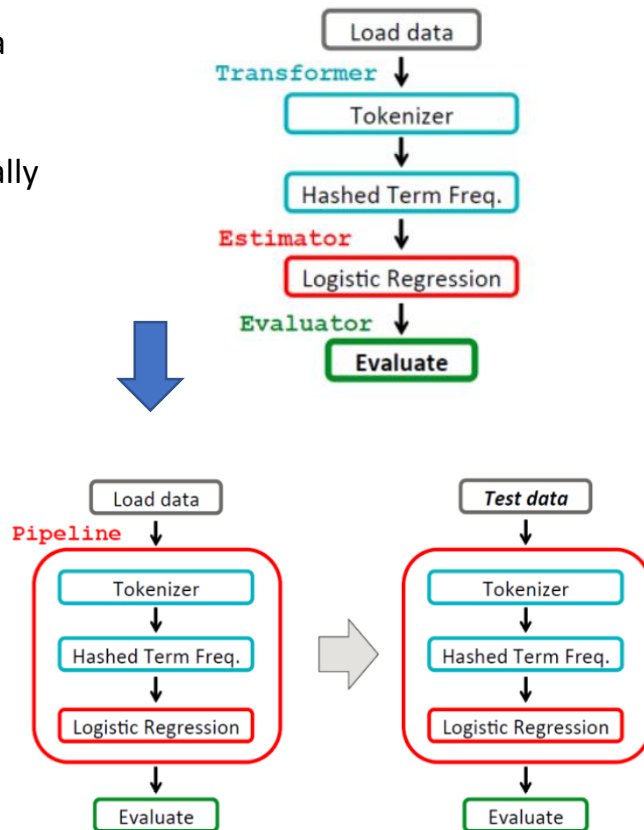 a
ally
Load data
Transformer
Tokenizer
Hashed Term Freq.
Estimator
Logistic Regression
Evaluator
Evaluate
Load data
Pipeline
Tokenizer
Hashed Term Freq.
Logistic Regression
Evaluate
Test data
Tokenizer
Hashed Term Freq.
Logistic Regression
Evaluate